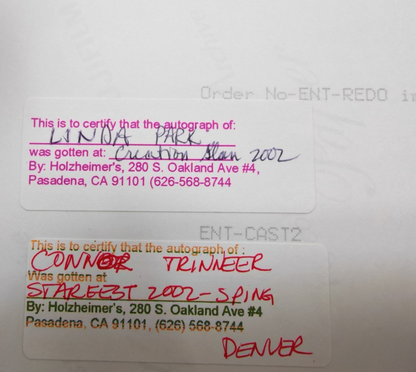 Order No-ENT-REDO i
This is to certify that the autograph of:
LINDA PARK
was gotten at: Creation Slan 2002
By: Holzheimer's, 280 S. Oakland Ave #4,
Pasadena, CA 91101 (626-568-8744
ENT-CAST2
This is to certify that the autograph of :
CONNOR TRINNEER
Was gotten at
STARFEST 2002-SPING
By: Holzheimer's, 280 S. Oakland Ave #4
Pasadena, CA 91101, (626) 568-8744
DENVER